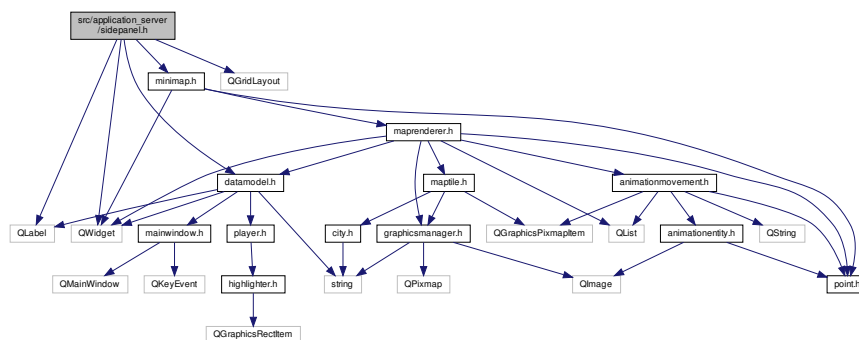 src/application_server
/sidepanel.h
minimap.h
QGridLayout
maprenderer.h
datamodel.h
maptile.h
animationmovement.h
QLabel
QWidget
mainwindow.h
player.h
city.h
graphicsmanager.h
QGraphicsPixmapItem
QList
animationentity.h
QString
QMainWindow
QKeyEvent
highlighter.h
string
QPixmap
QImage
point.h
QGraphicsRectItem